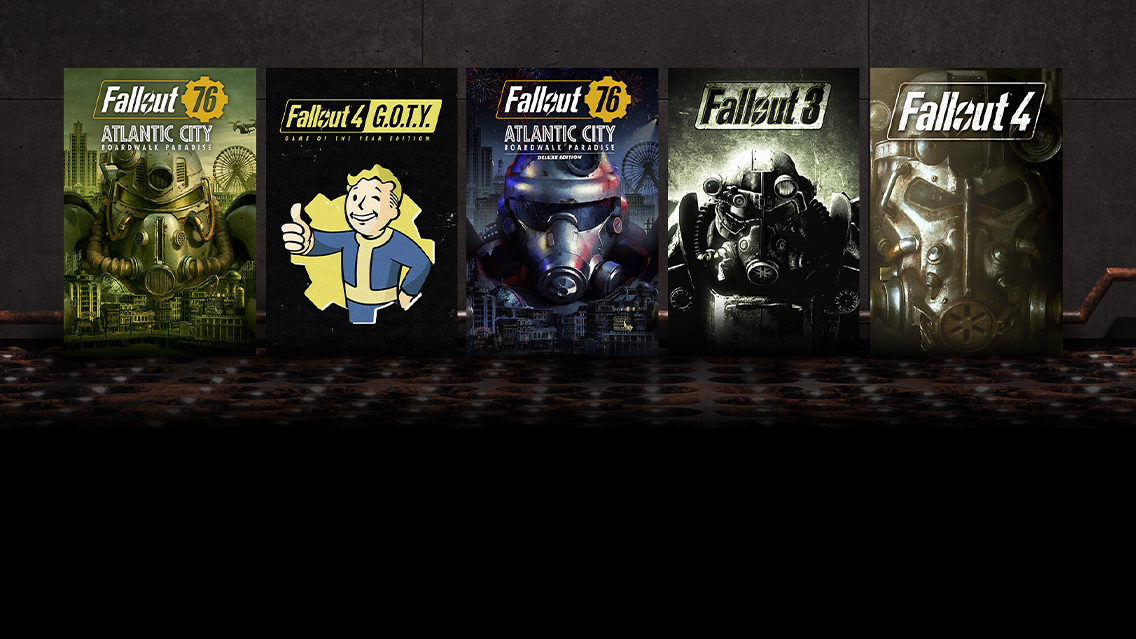 Fallout 76
ATLANTIC CITY
BOARDWALK PARADISE
Fallout 4 G.O.T.Y.
GAME OF THE YEAR EDITION
Fallout 76
ATLANTIC CITY
BOARDWALK PARADISE
DELUXE EDITION
Fallout 3
Fallout 4